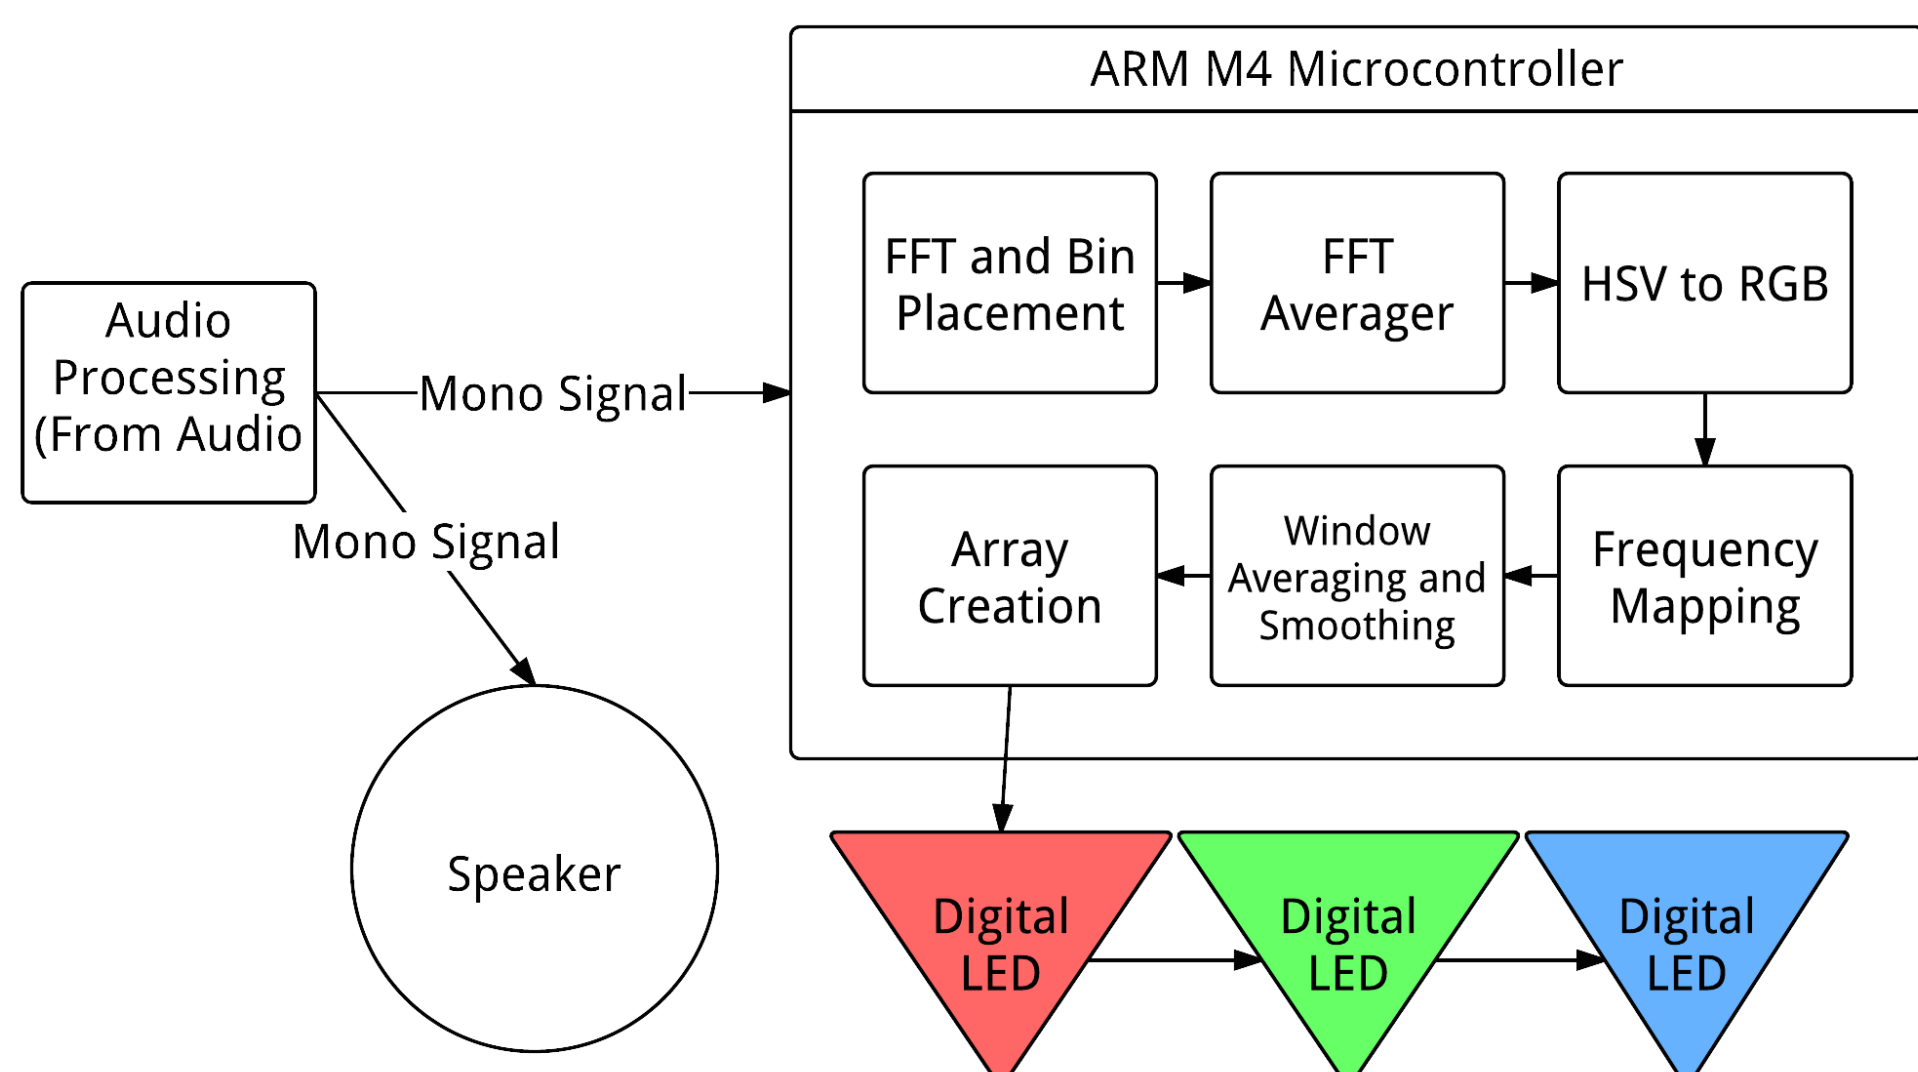 ARM M4 Microcontroller
FFT and Bin
Placement
FFT
Averager
HSV to RGB
Audio
Processing
(From Audio
Mono Signal
Mono Signal
Array
Creation
Window
Averaging and
Smoothing
Frequency
Mapping
Speaker
Digital
LED
Digital
LED
Digital
LED